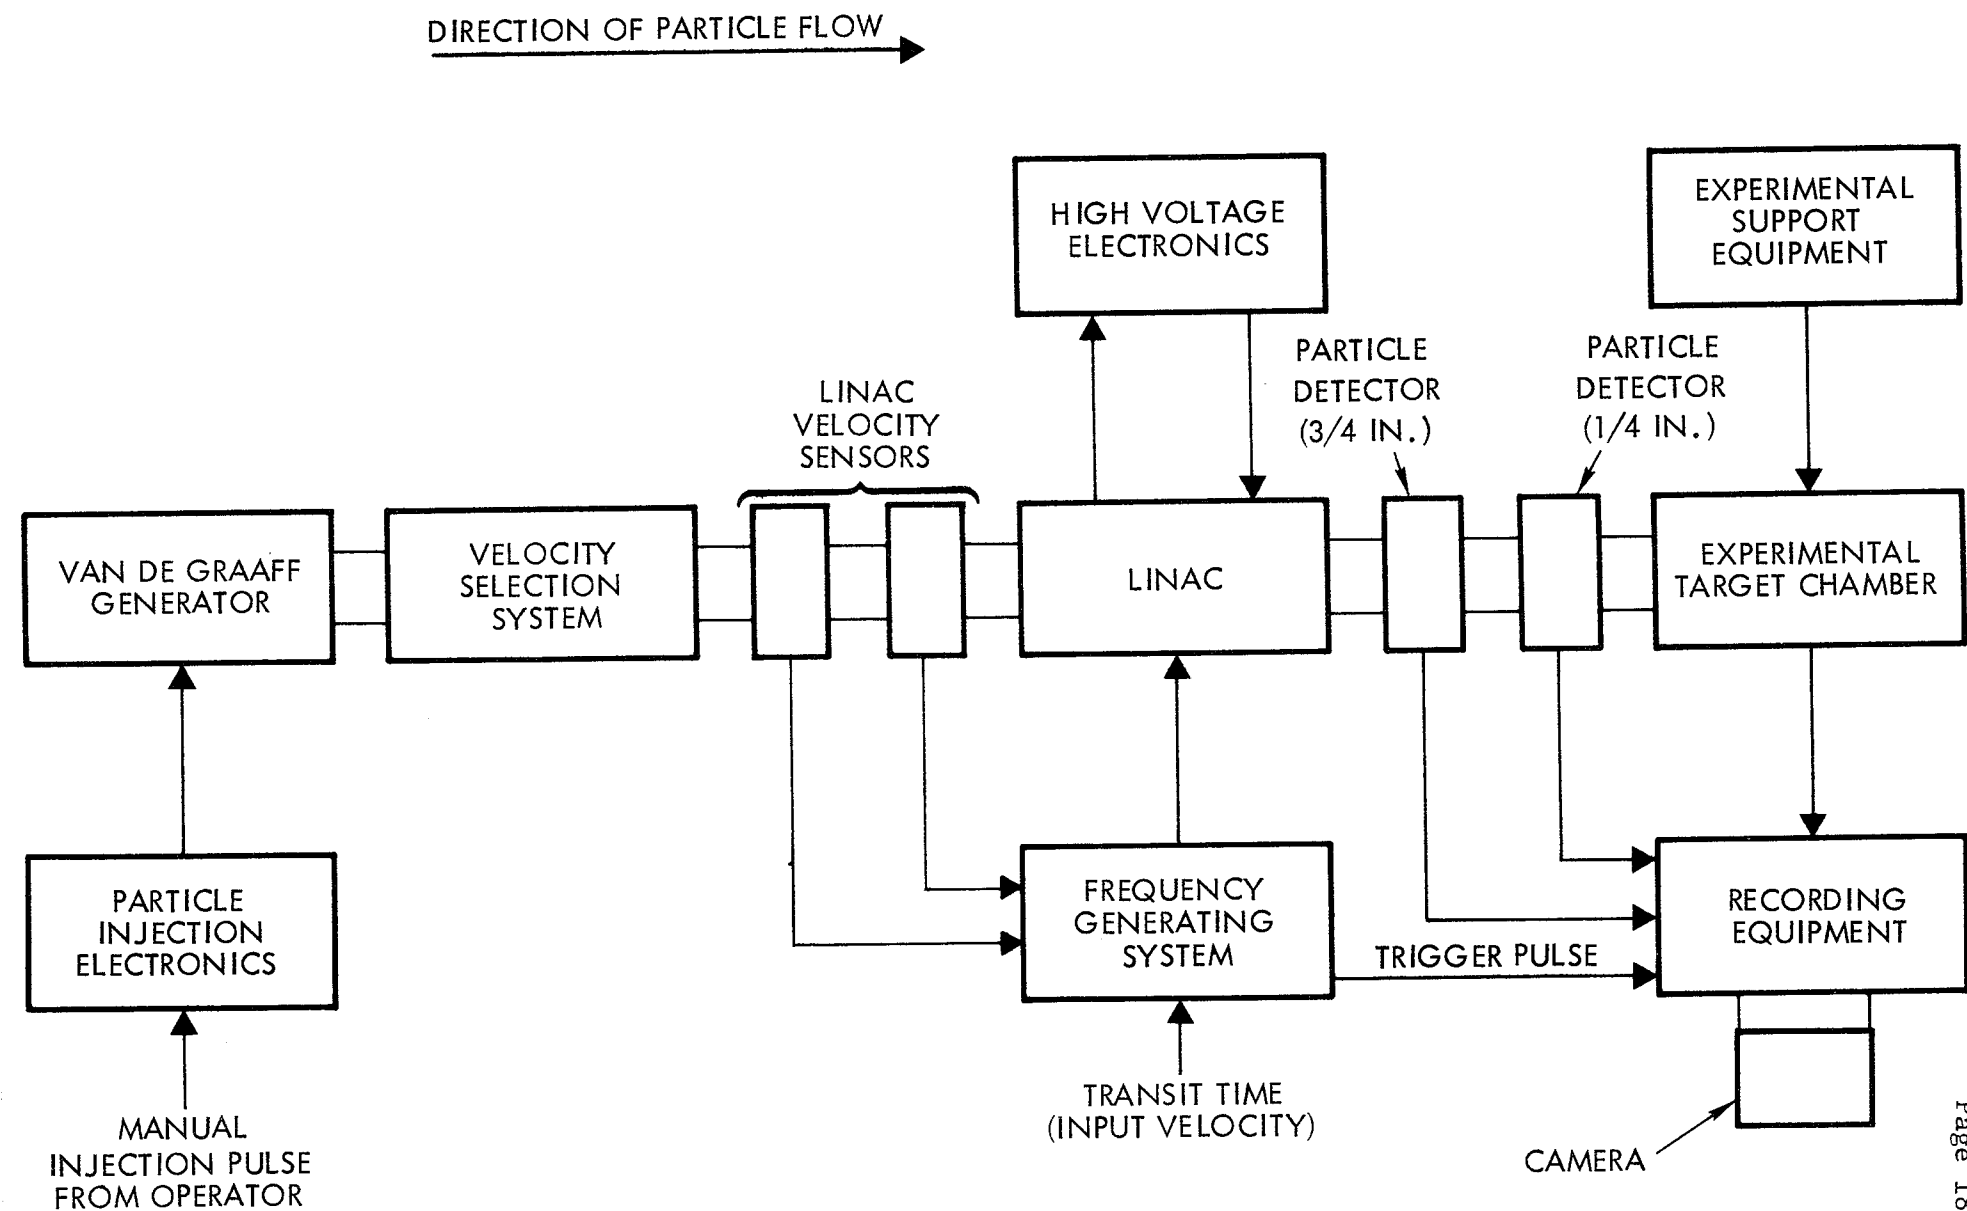 DIRECTION OF PARTICLE FLOW
HIGH VOLTAGE
ELECTRONICS
EXPERIMENTAL
SUPPORT
EQUIPMENT
PARTICLE
DETECTOR
(3/4 IN.)
PARTICLE
DETECTOR
(1/4 IN.)
LINAC
VELOCITY
SENSORS
VAN DE GRAAFF
GENERATOR
VELOCITY
SELECTION
SYSTEM
LINAC
EXPERIMENTAL
TARGET CHAMBER
PARTICLE
INJECTION
ELECTRONICS
FREQUENCY
GENERATING
SYSTEM
TRIGGER PULSE
RECORDING
EQUIPMENT
TRANSIT TIME
(INPUT VELOCITY)
MANUAL
INJECTION PULSE
FROM OPERATOR
CAMERA
Page 18